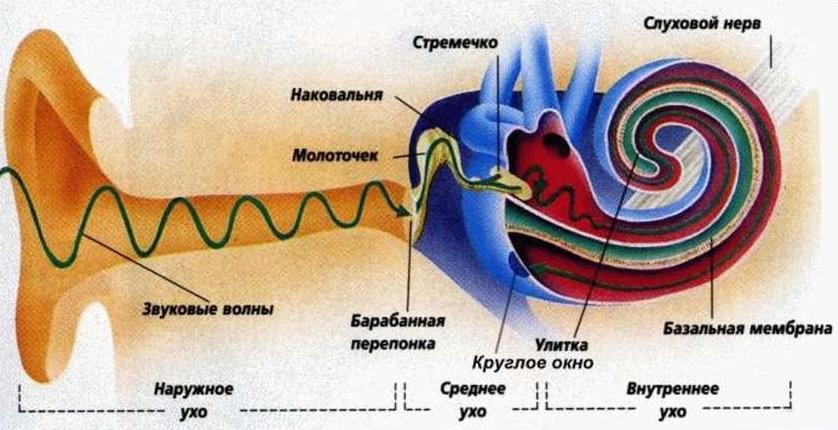 Слуховой нерв
Стремечко
Наковальня
Молоточек
Звуковые волны
Барабанная
перепонка
Улитка
Базальная мембрана
Круглое окно
Наружное
ухо
Среднее
ухо
Внутреннее
ухо